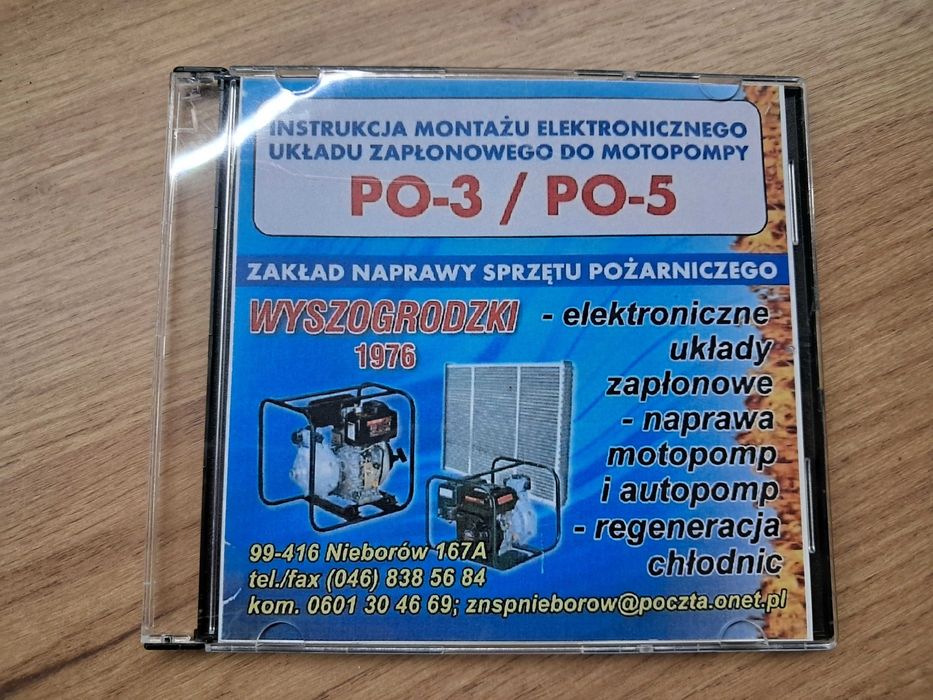 INSTRUKCJA MONTAŻU ELEKTRONICZNEGO
UKŁADU ZAPŁONOWEGO DO MOTOPOMPY
PO-3 / PO-5
ZAKŁAD NAPRAWY SPRZĘTU POŻARNICZEGO
WYSZOGRODZKI
1976
- elektroniczne
układy
zapłonowe
- naprawa
motopomp
i autopomp
- regeneracja
chłodnic
99-416 Nieborów 167A
tel./fax (046) 838 56 84
kom. 0601 30 46 69; znspnieborow@poczta.onet.pl